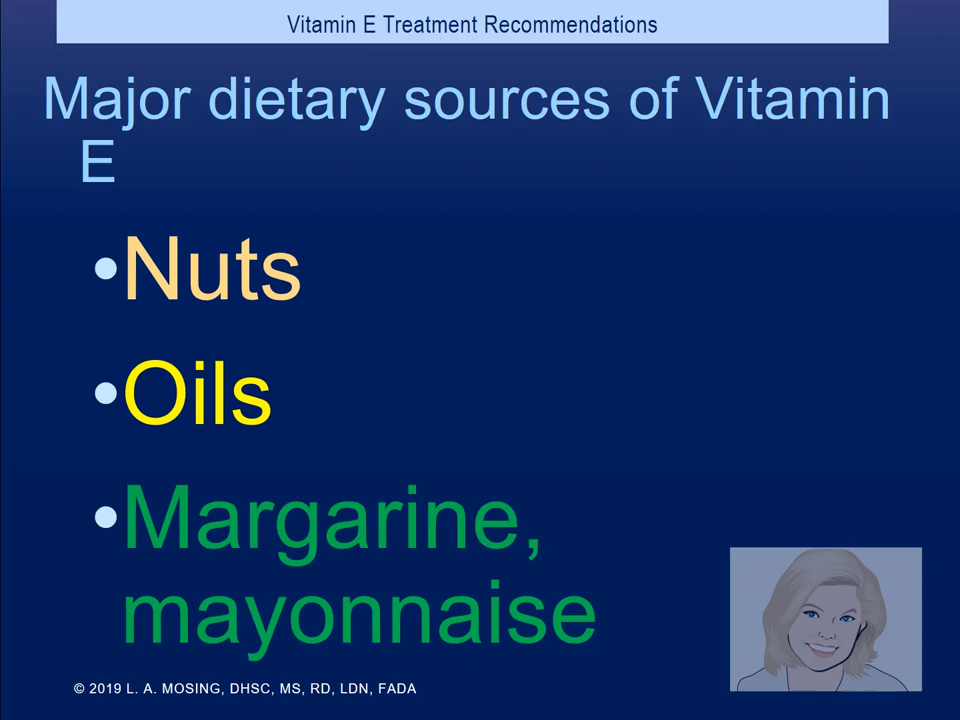 Vitamin E Treatment Recommendations
Major dietary sources of Vitamin
E
•Nuts
•Oils
•Margarine,
mayonnaise
© 2019 L. A. MOSING, DHSC, MS, RD, LDN, FADA